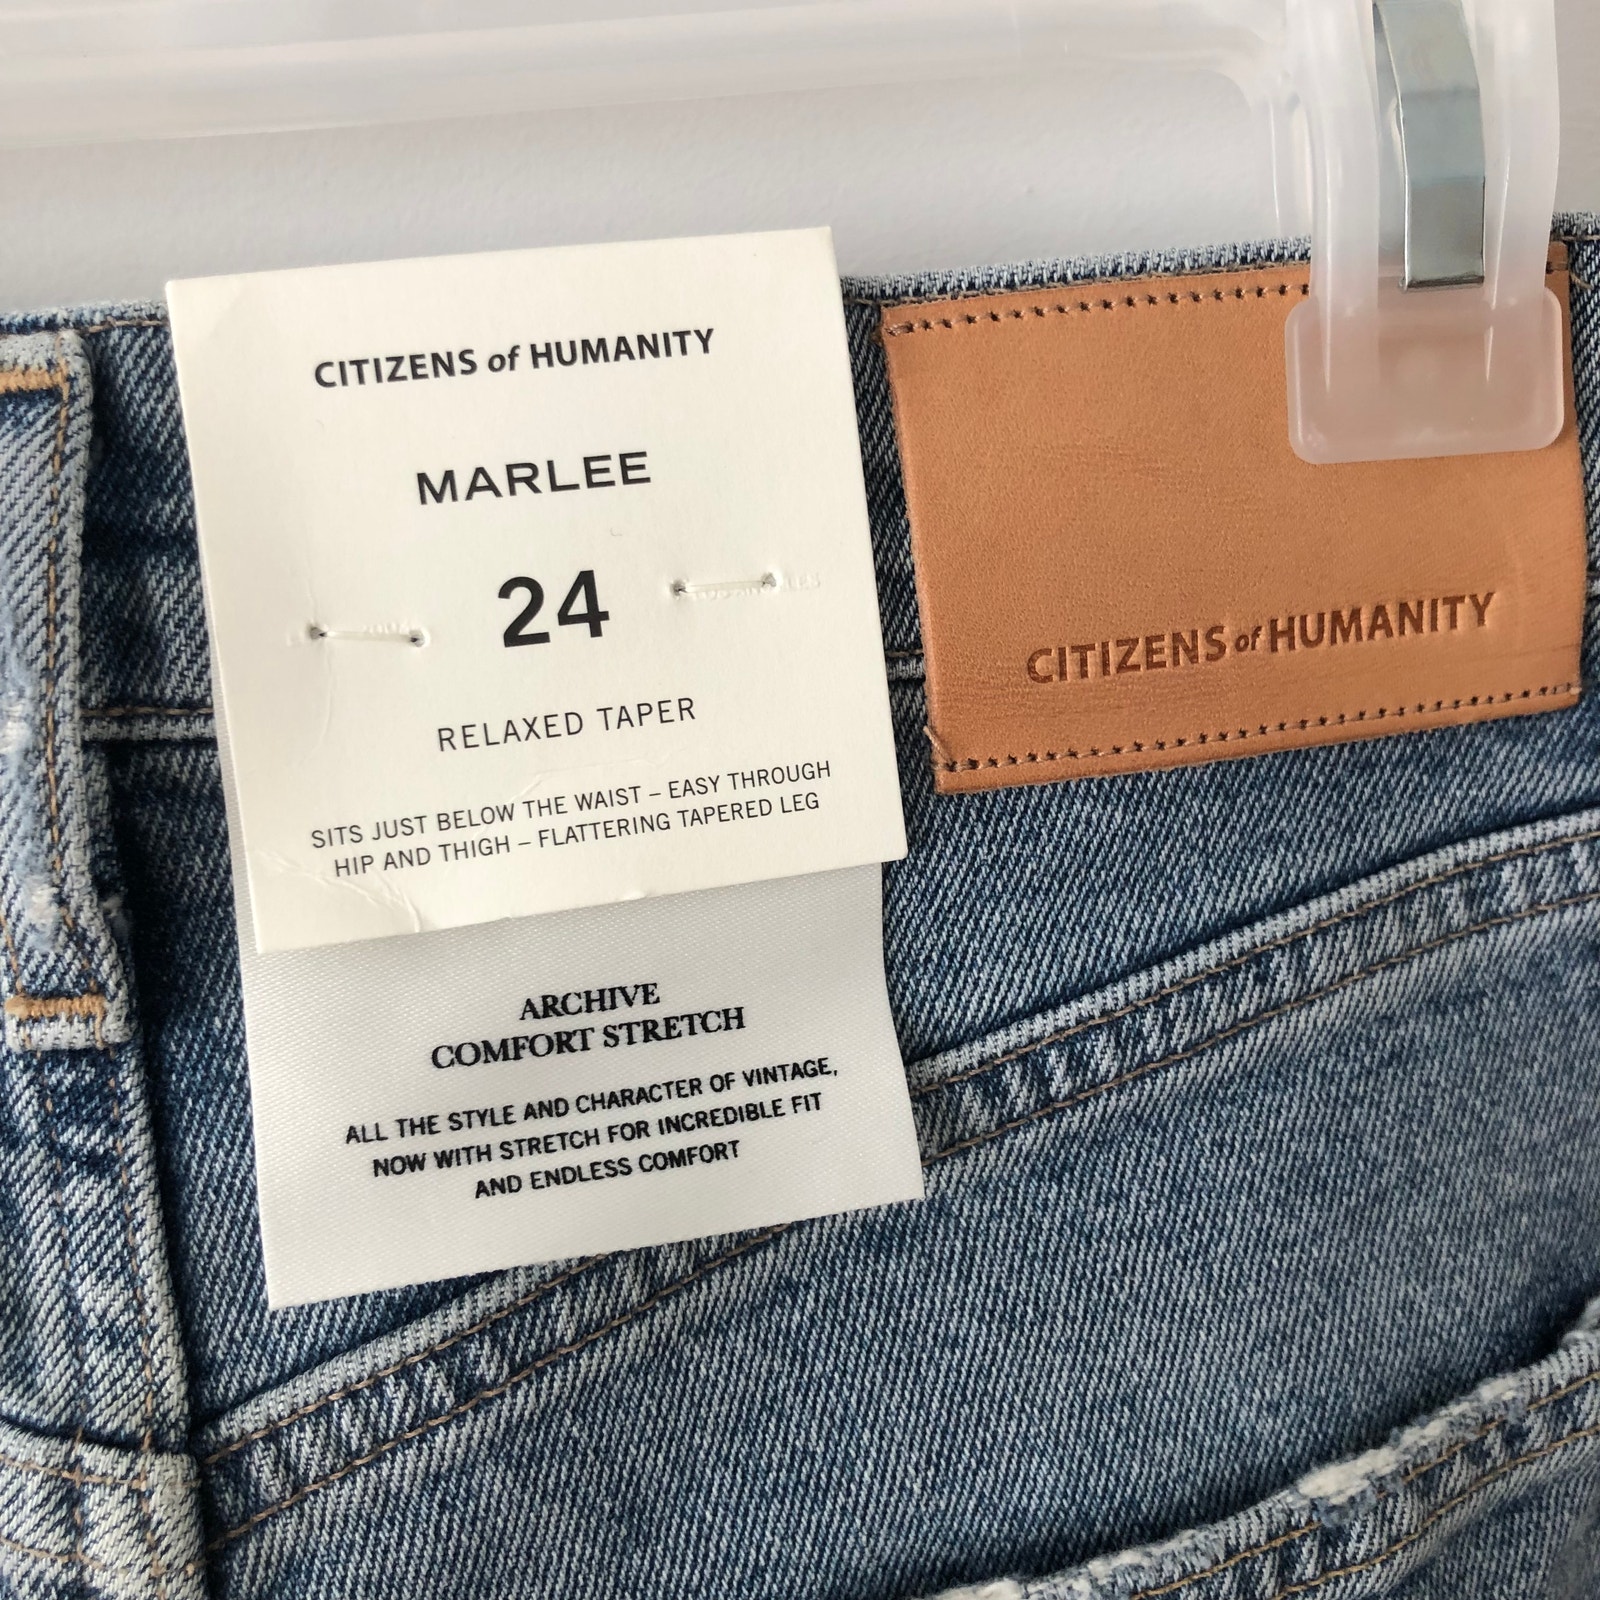 CITIZENS of HUMANITY
MARLEE
24
RELAXED TAPER
SITS JUST BELOW THE WAIST – EASY THROUGH
HIP AND THIGH – FLATTERING TAPERED LEG
ARCHIVE
COMFORT STRETCH
ALL THE STYLE AND CHARACTER OF VINTAGE,
NOW WITH STRETCH FOR INCREDIBLE FIT
AND ENDLESS COMFORT
CITIZENS of HUMANITY